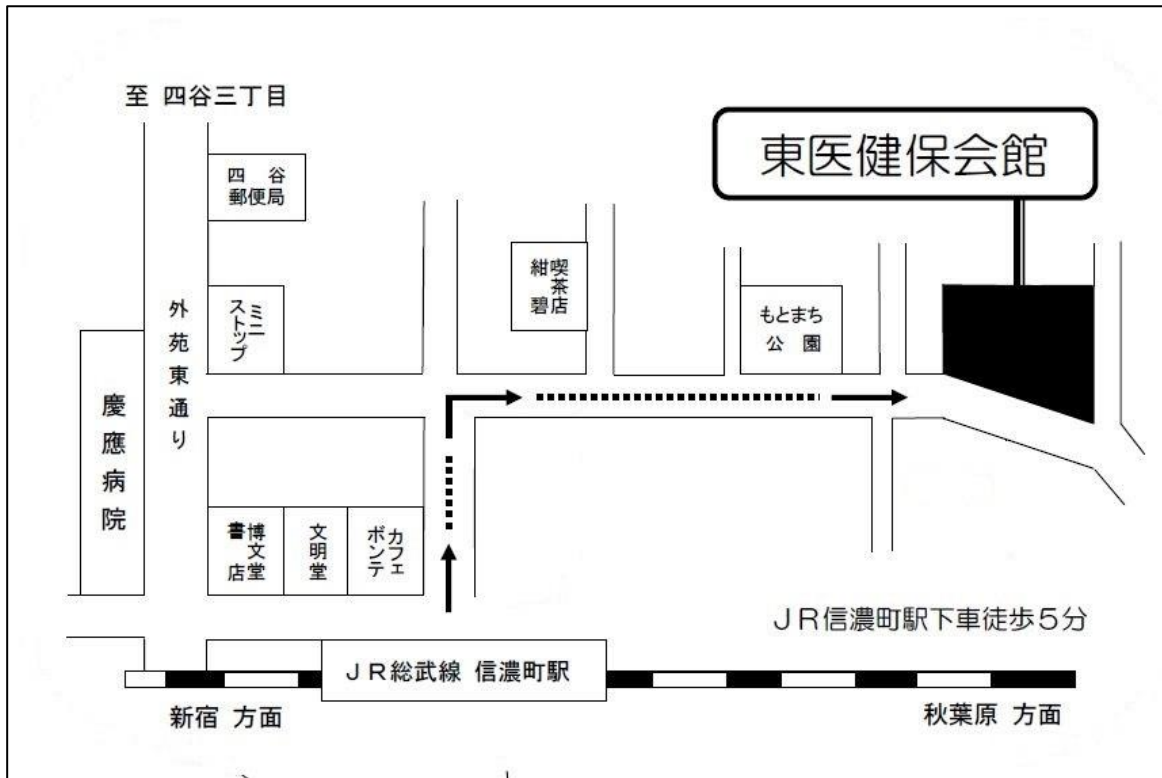 至 四谷三丁目
東医健保会館
四 谷
郵便局
喫茶店
紺 碧
ミニ
ストップ
もとまち
公 園
外苑東通り
慶應病院
博文堂
書 店
文明堂
カフェ
ボンテ
JR信濃町駅下車徒歩5分
JR総武線 信濃町駅
新宿 方面
秋葉原 方面